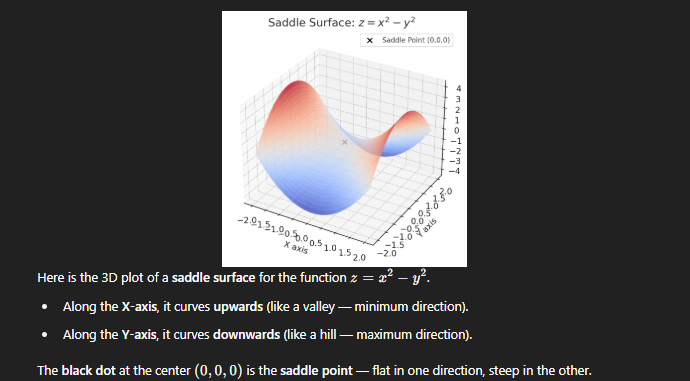 Saddle Surface: z = x² − y²
× Saddle Point (0,0,0)
4
3
2
1
0
−1
−2
−3
−4
2.0
1.5
1.0
0.5
0.0
−0.5
−1.0
−1.5
−2.0
Y axis
−2.0 1.5 1.0 0.5 0.0 0.5 1.0 1.5 2.0
X axis
Here is the 3D plot of a saddle surface for the function z = x² − y².
• Along the X-axis, it curves upwards (like a valley — minimum direction).
• Along the Y-axis, it curves downwards (like a hill — maximum direction).
The black dot at the center (0, 0, 0) is the saddle point — flat in one direction, steep in the other.